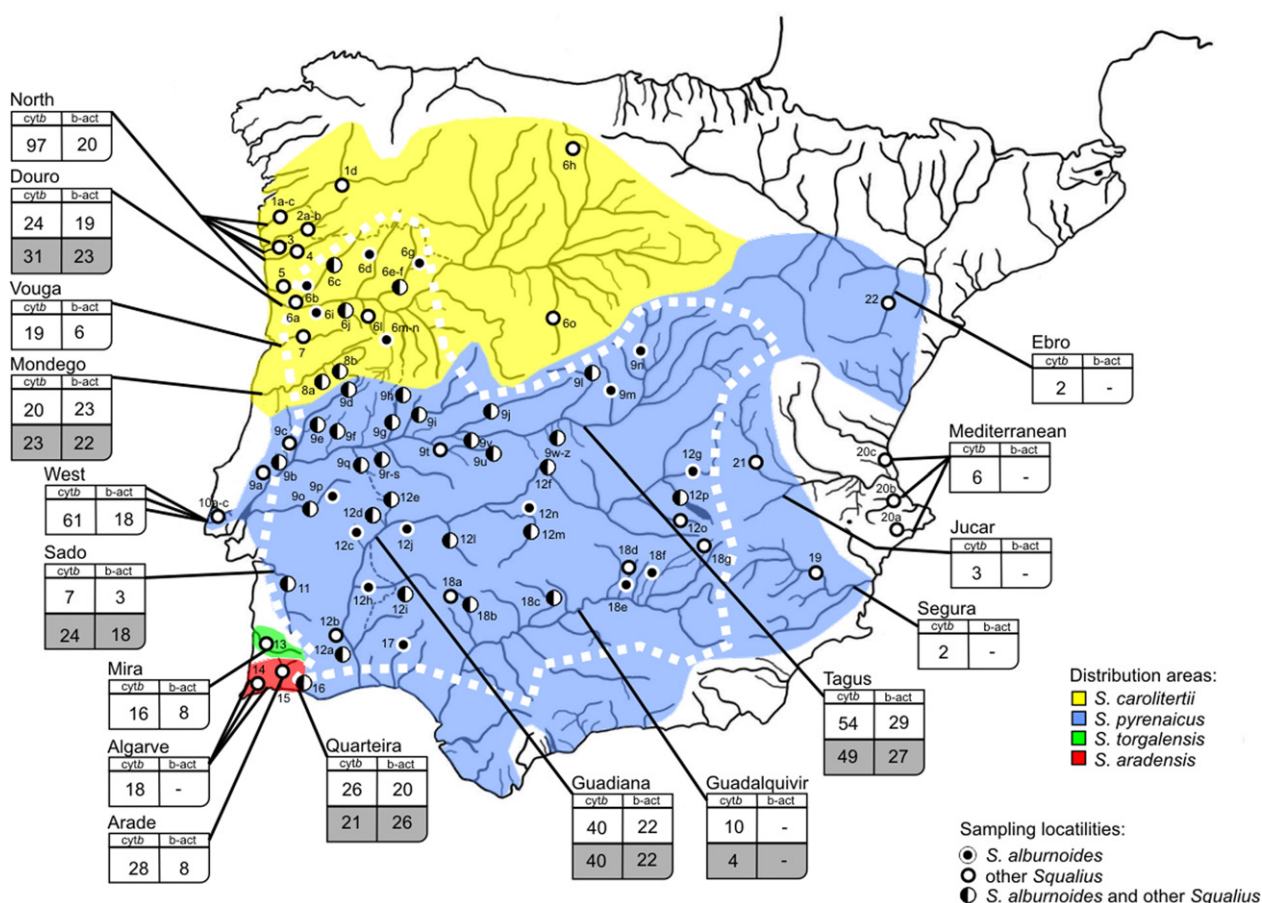 North
cytb b-act
97 20
Douro
cytb b-act
24 19
31 23
Vouga
cytb b-act
19 6
Mondego
cytb b-act
20 23
23 22
West
cytb b-act
61 18
Sado
cytb b-act
7 3
24 18
Mira
cytb b-act
16 8
Algarve
cytb b-act
18 -
Arade
cytb b-act
28 8
Quarteira
cytb b-act
26 20
21 26
Guadiana
cytb b-act
40 22
40 22
Guadalquivir
cytb b-act
10 -
4 -
Tagus
cytb b-act
54 29
49 27
Segura
cytb b-act
2 -
Jucar
cytb b-act
3 -
Mediterranean
cytb b-act
6 -
Ebro
cytb b-act
2 -
1d
6h
1a-c
2a-b
3
4
5
6c
6d
6g
6e-f
6b
6a
6i
6j
6l
6m-n
7
6o
22
8b
8a
9d
9h
9l
9n
9m
9c
9e
9f
9g
9i
9j
9b
9a
9t
9v
9u
9w-z
9q
9r-s
12f
12g
21
20c
9o
9p
12e
12p
20b
10a-c
12d
12n
12o
20a
12c
12j
12l
12m
18g
11
12h
12i
18a
18b
18c
18d
18f
18e
19
13
12b
12a
17
14
15
16
Distribution areas:
S. carolitertii
S. pyrenaicus
S. torgalensis
S. aradensis
Sampling locatilities:
S. alburnoides
other Squalius
S. alburnoides and other Squalius